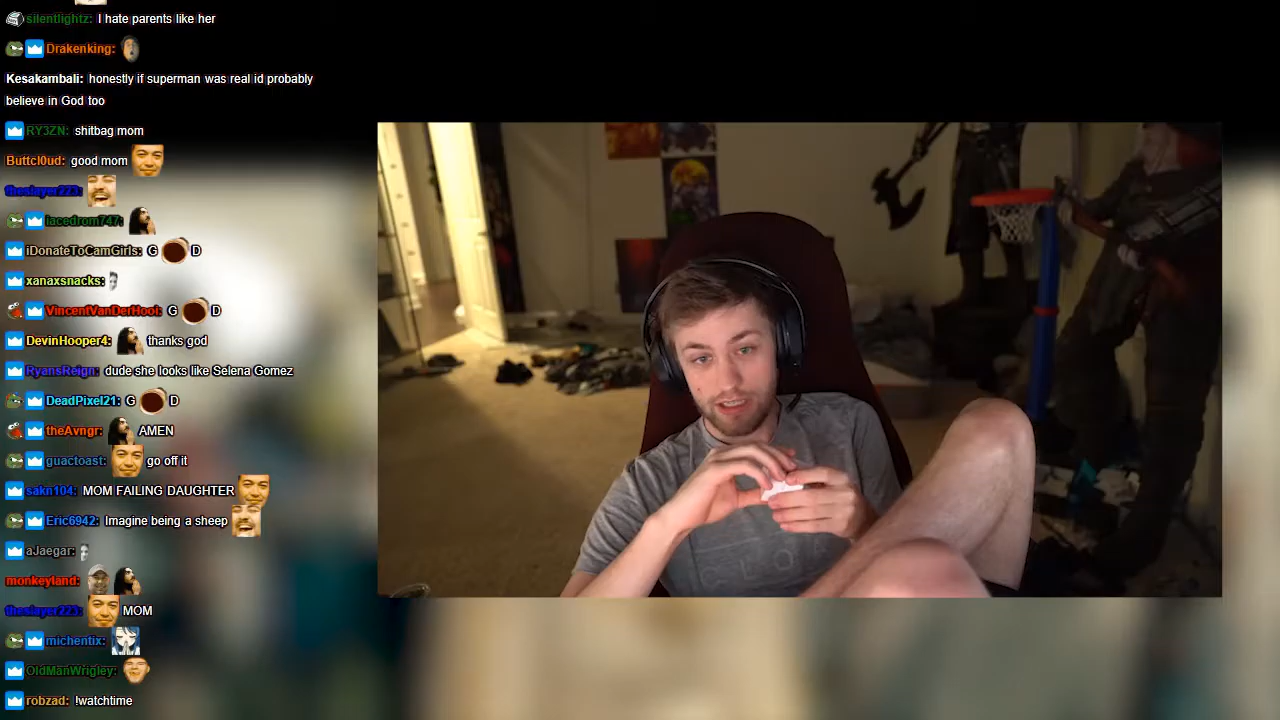 silentlightz: I hate parents like her
Drakenking:
Kesakambali: honestly if superman was real id probably
believe in God too
RY3ZN: shitbag mom
Buttcl0ud: good mom
theslayer223:
iacedrom747:
iDonateToCamGirls: G D
xanaxsnacks:
VincentVanDerHooi: G D
DevinHooper4: thanks god
RyansReign: dude she looks like Selena Gomez
DeadPixel21: G D
theAvngr: AMEN
guactoast: go off it
sakn104: MOM FAILING DAUGHTER
Eric6942: Imagine being a sheep
aJaegar:
monkeyland:
theslayer223: MOM
michentix:
OldManWrigley:
robzad: !watchtime